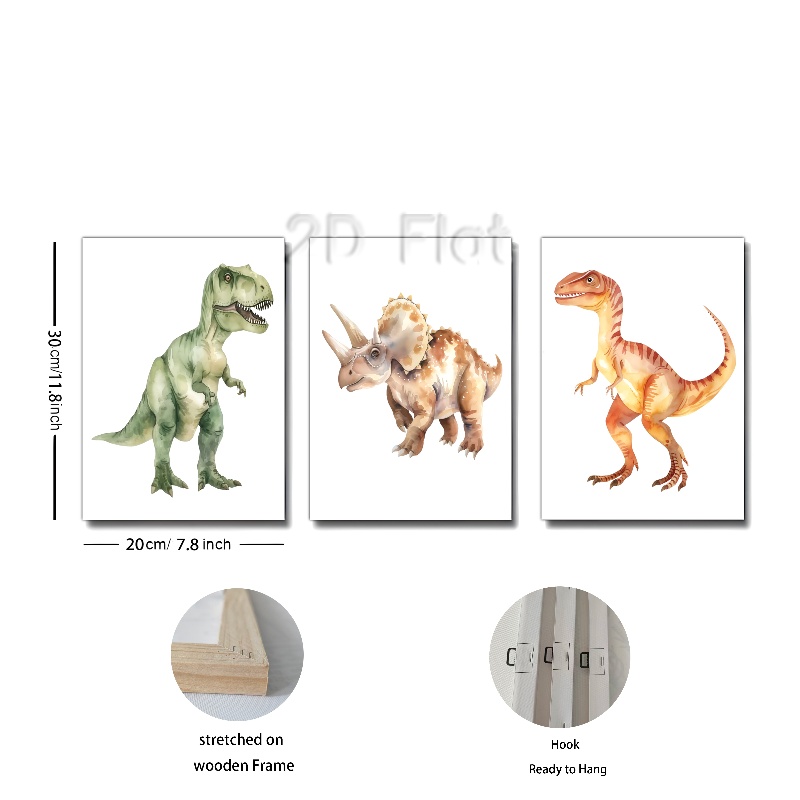 2D Flat
30cm/11.8inch
20cm/ 7.8 inch
stretched on
wooden Frame
Hook
Ready to Hang